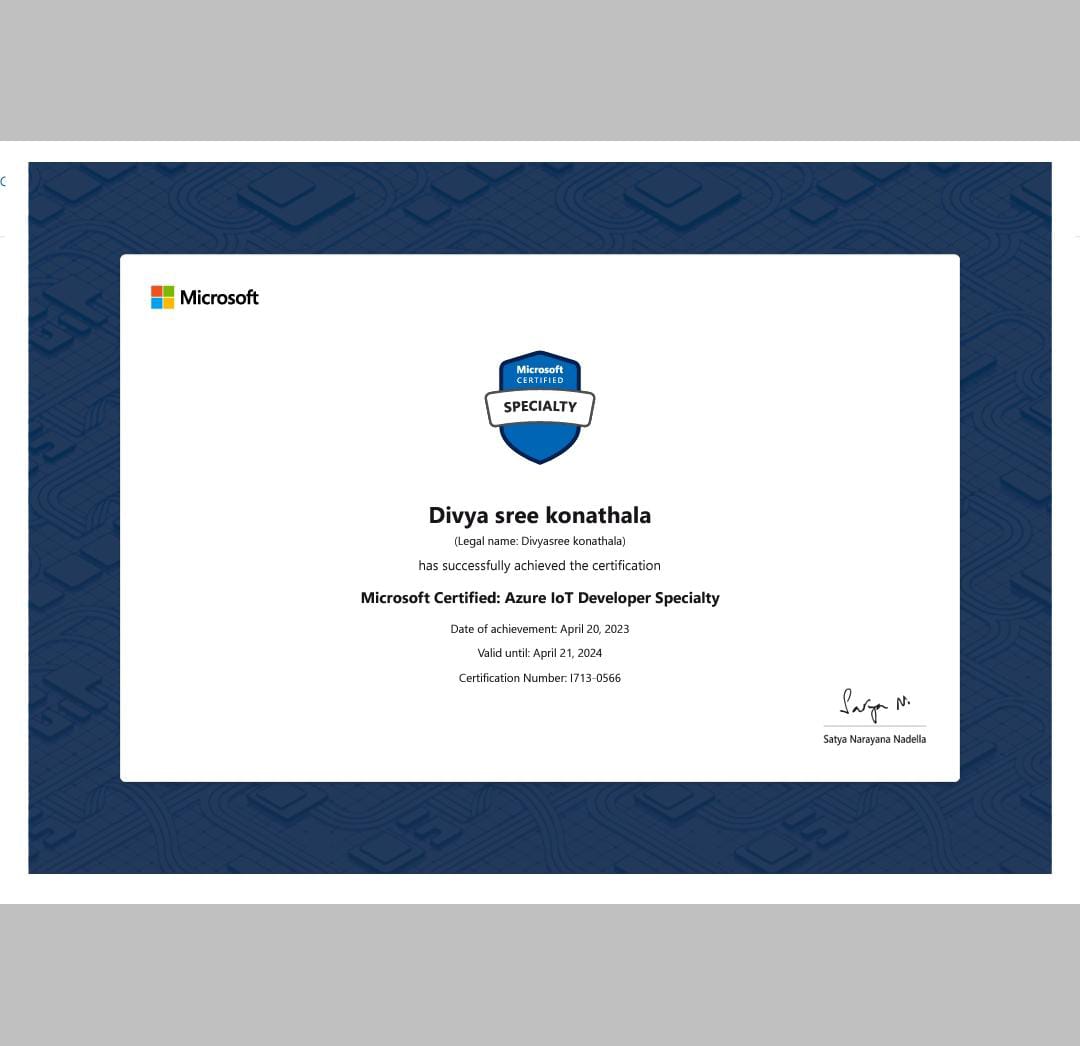 Microsoft
Microsoft
CERTIFIED
SPECIALTY
Divya sree konathala
(Legal name: Divyasree konathala)
has successfully achieved the certification
Microsoft Certified: Azure IoT Developer Specialty
Date of achievement: April 20, 2023
Valid until: April 21, 2024
Certification Number: I713-0566
Satya N.
Satya Narayana Nadella